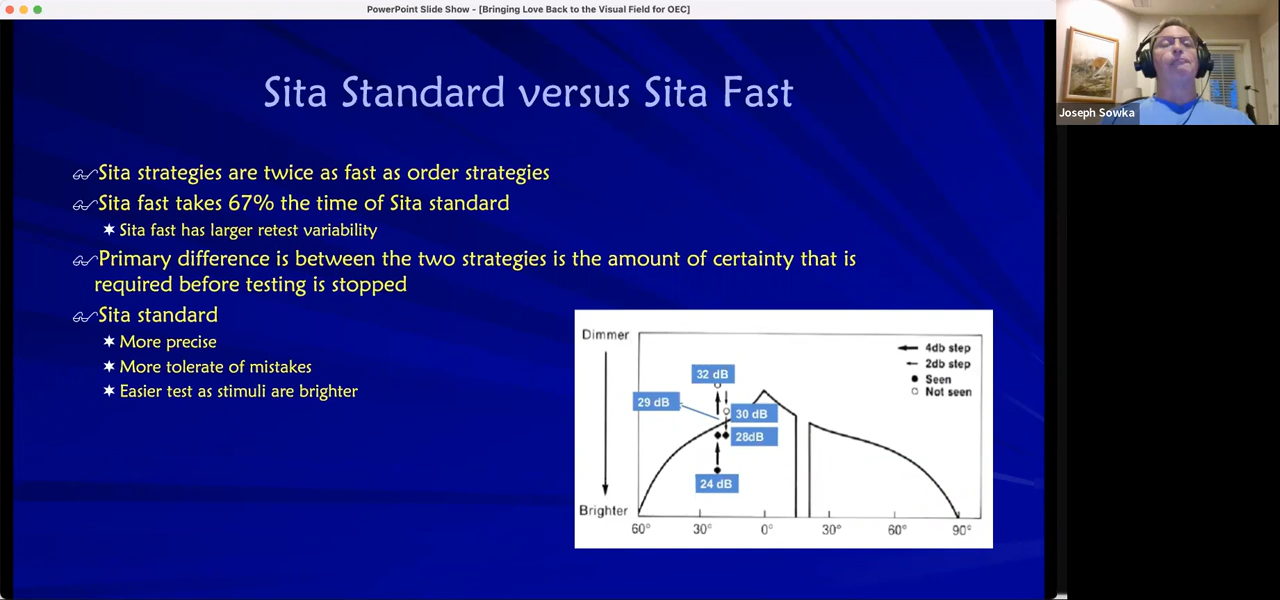 PowerPoint Slide Show - [Bringing Love Back to the Visual Field for OEC]
Joseph Sowka
Sita Standard versus Sita Fast
Sita strategies are twice as fast as order strategies
Sita fast takes 67% the time of Sita standard
Sita fast has larger retest variability
Primary difference is between the two strategies is the amount of certainty that is
required before testing is stopped
Sita standard
More precise
More tolerate of mistakes
Easier test as stimuli are brighter
Dimmer
4db step
2db step
Seen
Not seen
32 dB
29 dB
30 dB
28dB
24 dB
Brighter
60° 30° 0° 30° 60° 90°